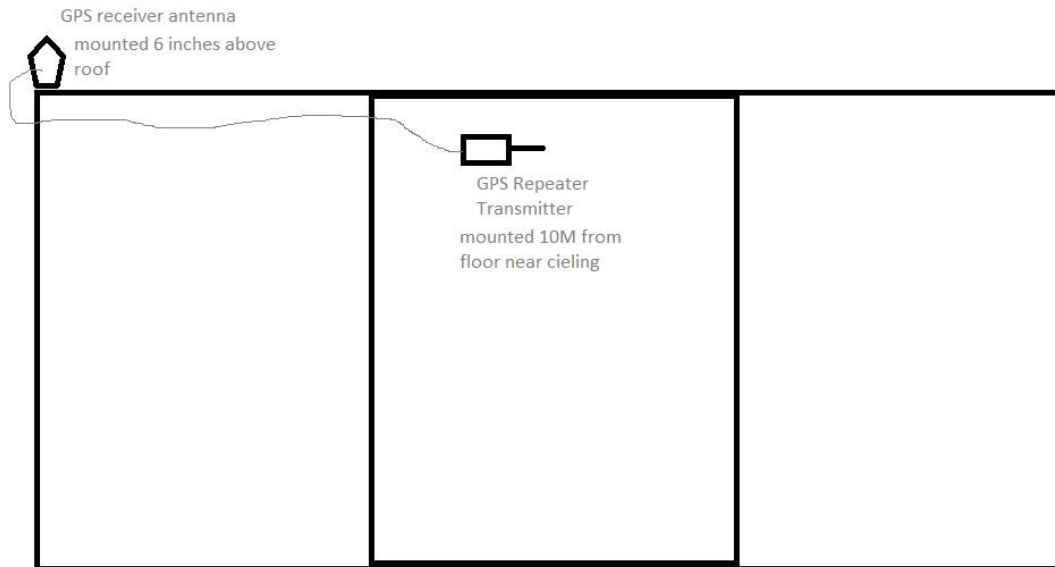 GPS receiver antenna
mounted 6 inches above
roof
GPS Repeater
Transmitter
mounted 10M from
floor near cieling